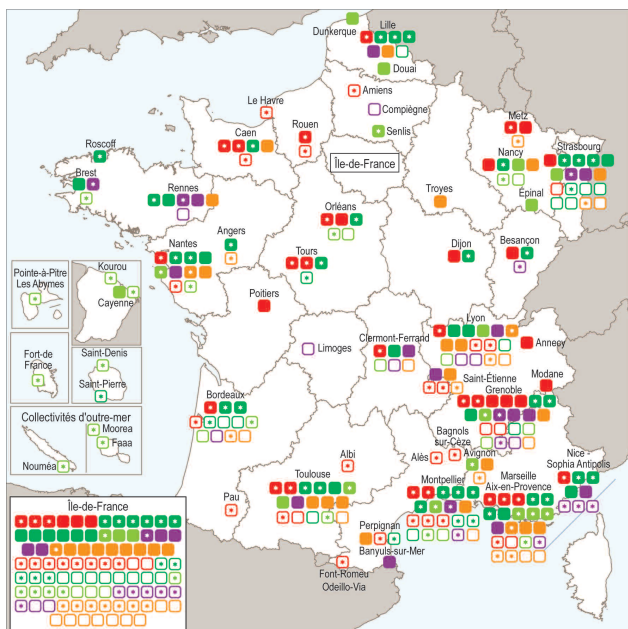 Dunkerque
Lille
Douai
Amiens
Le Havre
Compiègne
Rouen
Caen
Senlis
Metz
Strasbourg
Nancy
Roscoff
Brest
Île-de-France
Rennes
Troyes
Épinal
Orléans
Angers
Nantes
Tours
Dijon
Besançon
Pointe-à-Pitre
Les Abymes
Kourou
Cayenne
Poitiers
Lyon
Limoges
Clermont-Ferrand
Annecy
Fort-de
France
Saint-Denis
Saint-Pierre
Modane
Saint-Étienne
Grenoble
Bordeaux
Collectivités d'outre-mer
Moorea
Faaa
Nouméa
Bagnols
sur-Cèze
Albi
Alès
Avignon
Nice -
Sophia Antipolis
Toulouse
Montpellier
Marseille
Aix-en-Provence
Pau
Île-de-France
Perpignan
Banyuls-sur-Mer
Font-Romeu
Odeillo-Via